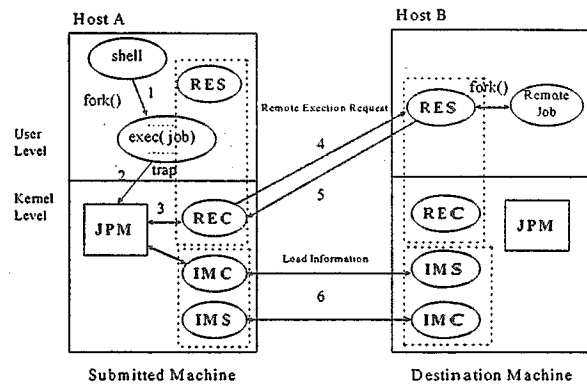 Host A
Host B
shell
fork()
1
RES
exec(job)
User
Level
2
trap
Remote Exection Request
4
5
RES
fork()
Remote
Job
Kernel
Level
JPM
3
REC
REC
JPM
IMC
Load Information
IMS
IMS
6
IMC
Submitted Machine
Destination Machine